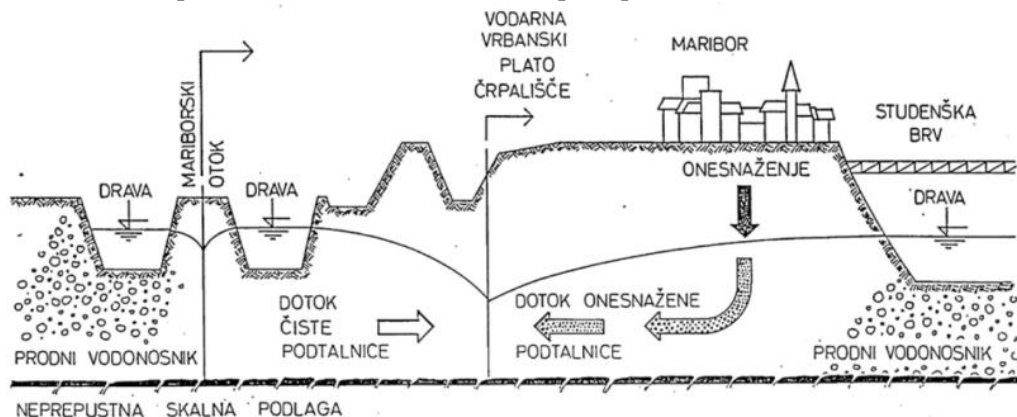 VODARNA
VRBANSKI
PLATO
ČRPALIŠČE
MARIBOR
MARIBORSKI
OTOK
STUDENŠKA
BRV
DRAVA
DRAVA
ONESNAŽENJE
DRAVA
DOTOK
ČISTE
PODTALNICE
DOTOK ONESNAŽENE
PODTALNICE
PRODNI VODONOSNIK
PRODNI VODONOSNIK
NEPREPUSTNA SKALNA PODLAGA